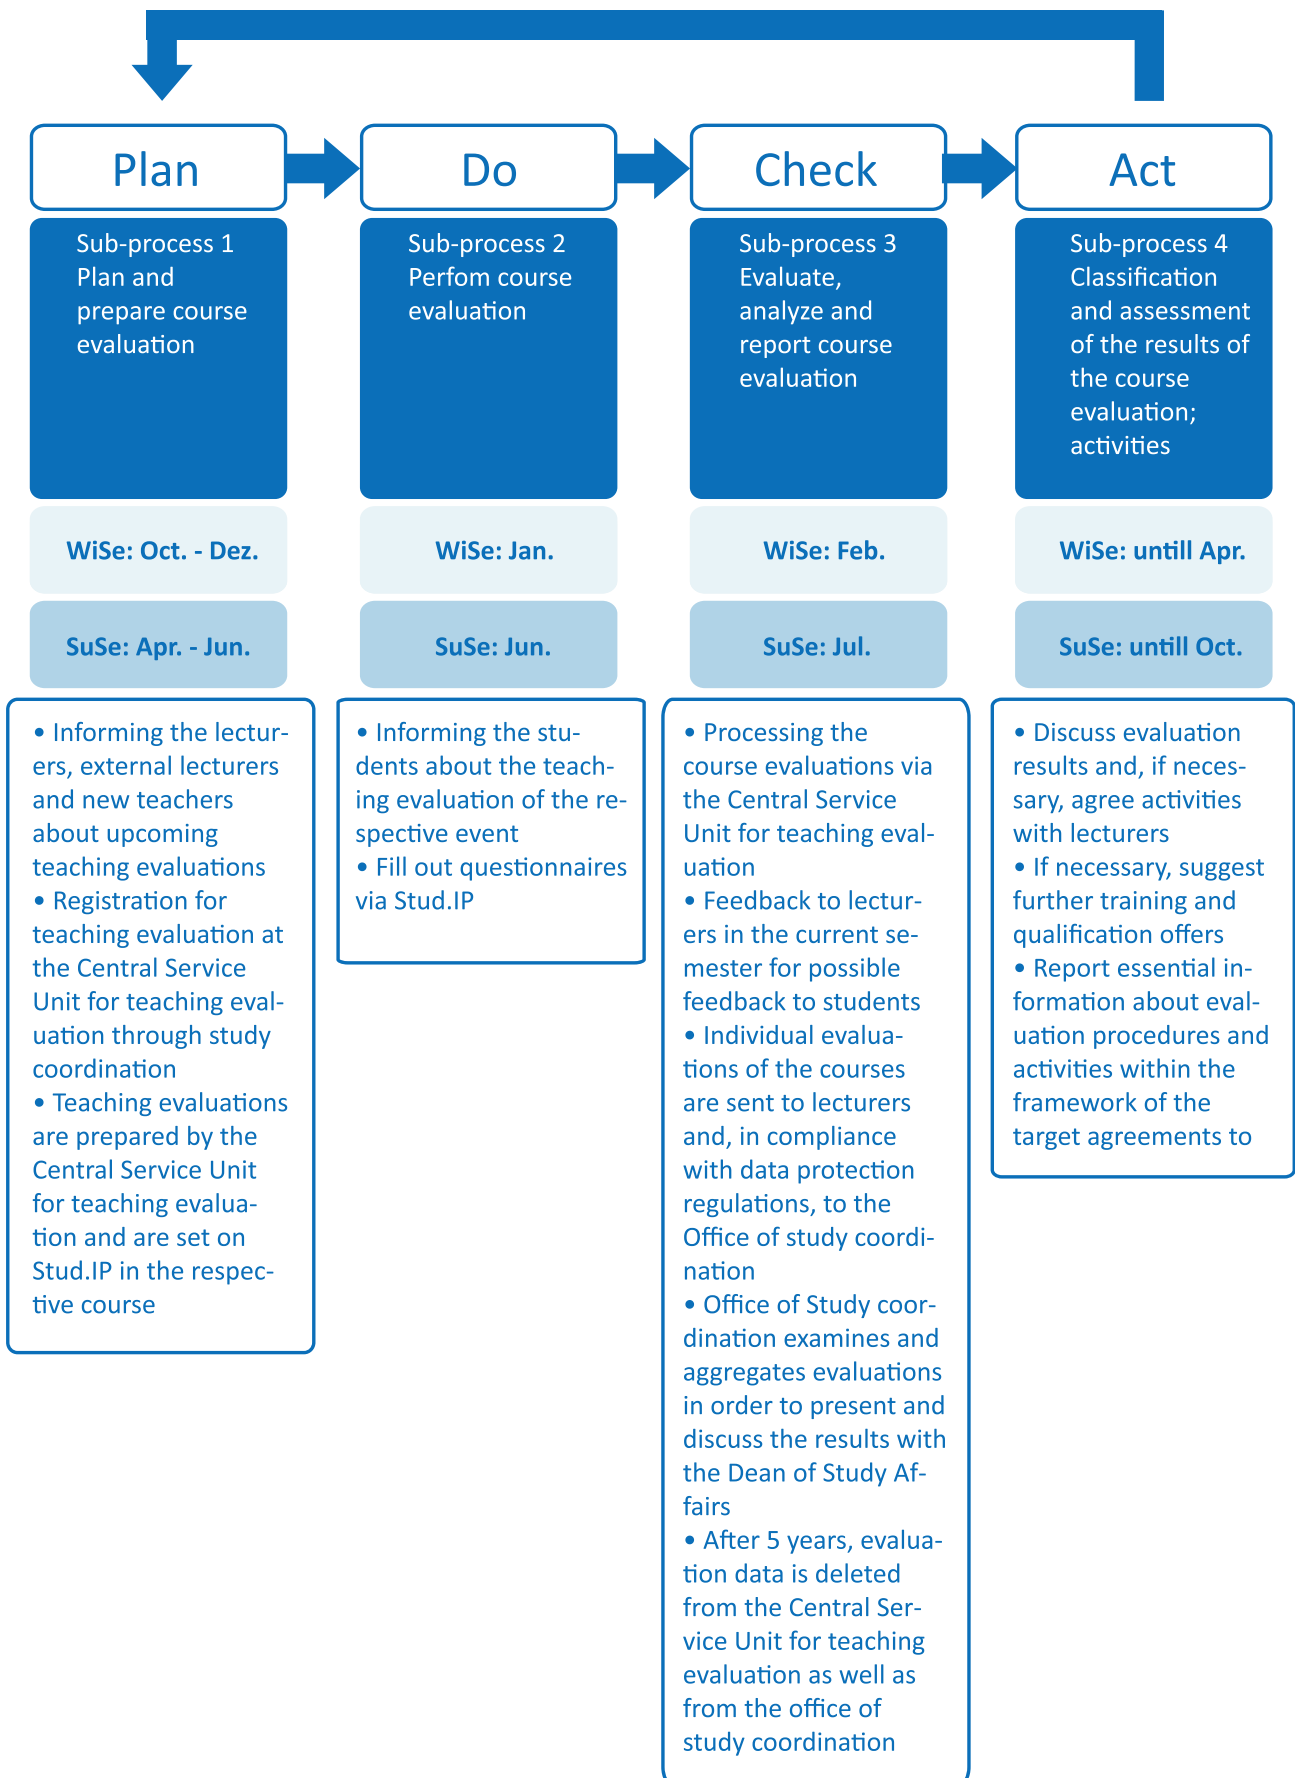 Plan
Do
Check
Act
Sub-process 1
Plan and
prepare course
evaluation
Sub-process 2
Perfom course
evaluation
Sub-process 3
Evaluate,
analyze and
report course
evaluation
Sub-process 4
Classification
and assessment
of the results of
the course
evaluation;
activities
WiSe: Oct. - Dez.
WiSe: Jan.
WiSe: Feb.
WiSe: untill Apr.
SuSe: Apr. - Jun.
SuSe: Jun.
SuSe: Jul.
SuSe: untill Oct.
• Informing the lectur-
ers, external lecturers
and new teachers
about upcoming
teaching evaluations
• Registration for
teaching evaluation at
the Central Service
Unit for teaching eval-
uation through study
coordination
• Teaching evaluations
are prepared by the
Central Service Unit
for teaching evalua-
tion and are set on
Stud.IP in the respec-
tive course
• Informing the stu-
dents about the teach-
ing evaluation of the re-
spective event
• Fill out questionnaires
via Stud.IP
• Processing the
course evaluations via
the Central Service
Unit for teaching eval-
uation
• Feedback to lectur-
ers in the current se-
mester for possible
feedback to students
• Individual evalua-
tions of the courses
are sent to lecturers
and, in compliance
with data protection
regulations, to the
Office of study coordi-
nation
• Office of Study coor-
dination examines and
aggregates evaluations
in order to present and
discuss the results with
the Dean of Study Af-
fairs
• After 5 years, evalua-
tion data is deleted
from the Central Ser-
vice Unit for teaching
evaluation as well as
from the office of
study coordination
• Discuss evaluation
results and, if neces-
sary, agree activities
with lecturers
• If necessary, suggest
further training and
qualification offers
• Report essential in-
formation about eval-
uation procedures and
activities within the
framework of the
target agreements to